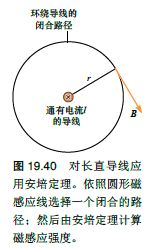 环绕导线的
闭合路径
r
通有电流I
的导线
B
图 19.40 对长直导线应
用安培定理。依照圆形磁
感应线选择一个闭合的路
径；然后由安培定理计算
磁感应强度。